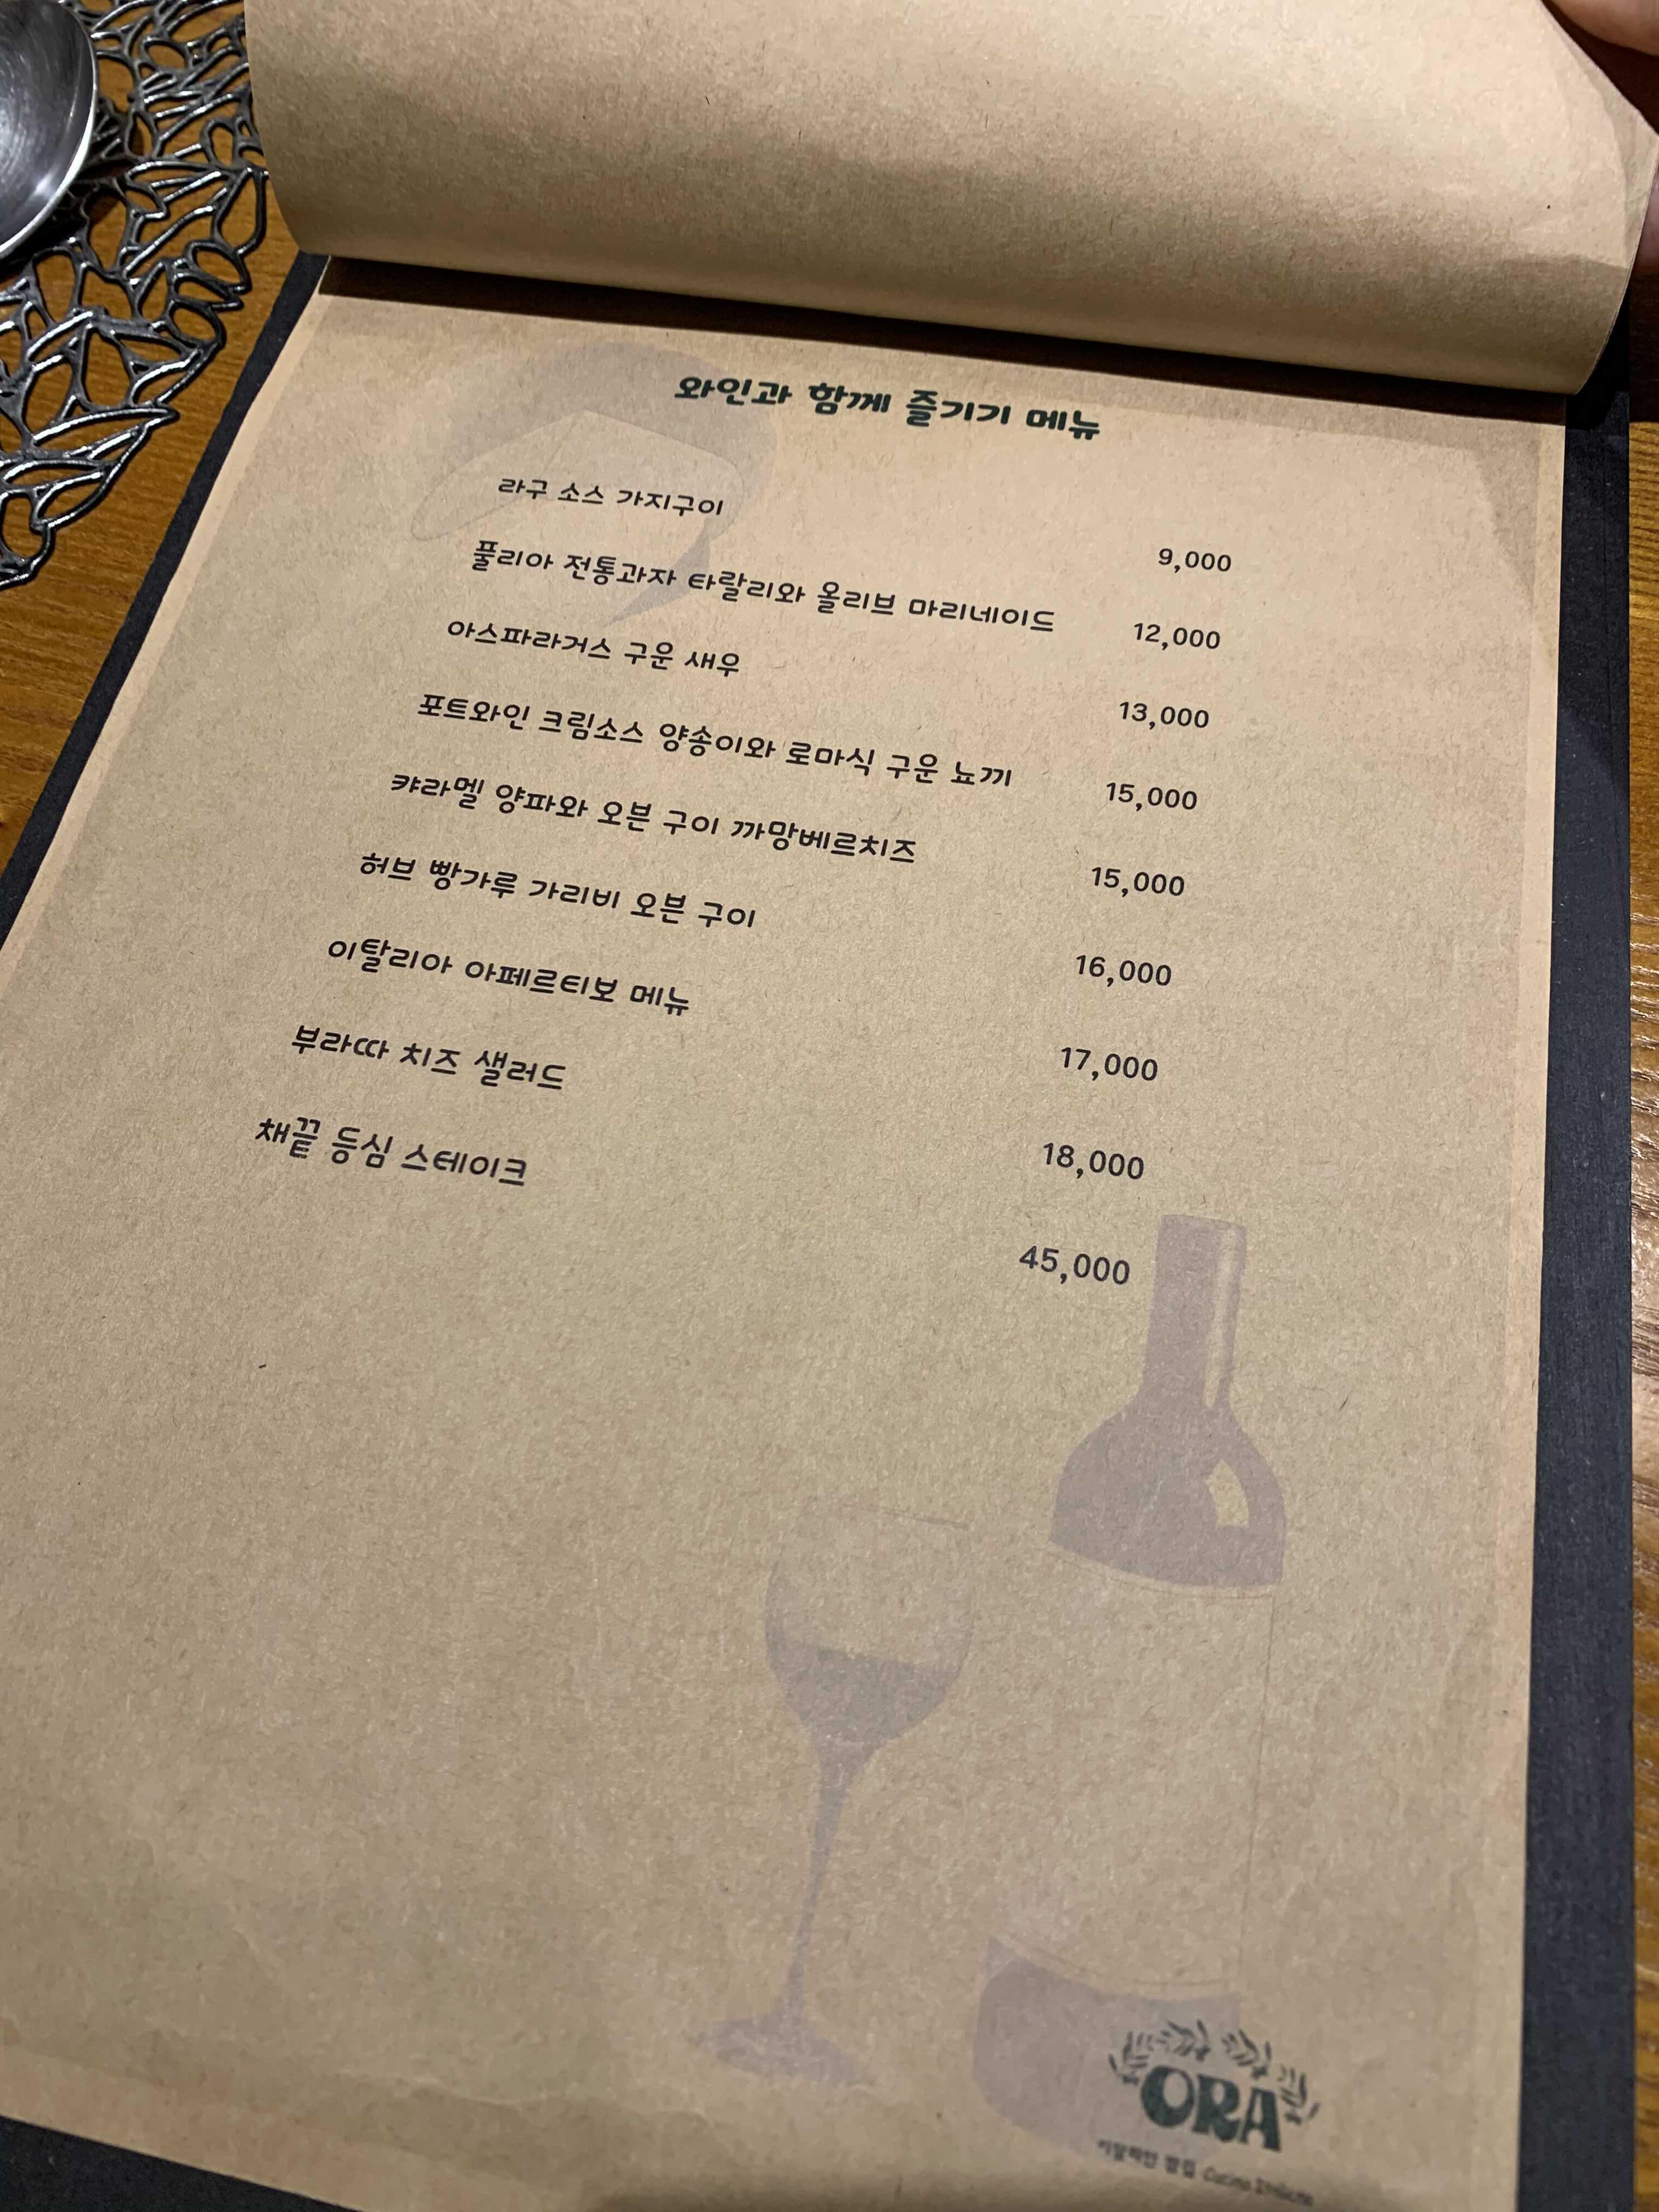 와인과 함께 즐기기 메뉴
라구 소스 가지구이 9,000
풀리아 전통과자 타랄리와 올리브 마리네이드 12,000
아스파라거스 구운 새우 13,000
포트와인 크림소스 양송이와 로마식 구운 뇨끼 15,000
캬라멜 양파와 오븐 구이 까망베르치즈 15,000
허브 빵가루 가리비 오븐 구이 16,000
이탈리아 아페르티보 메뉴 17,000
부라따 치즈 샐러드 18,000
채끝 등심 스테이크 45,000
ORA
Cucina